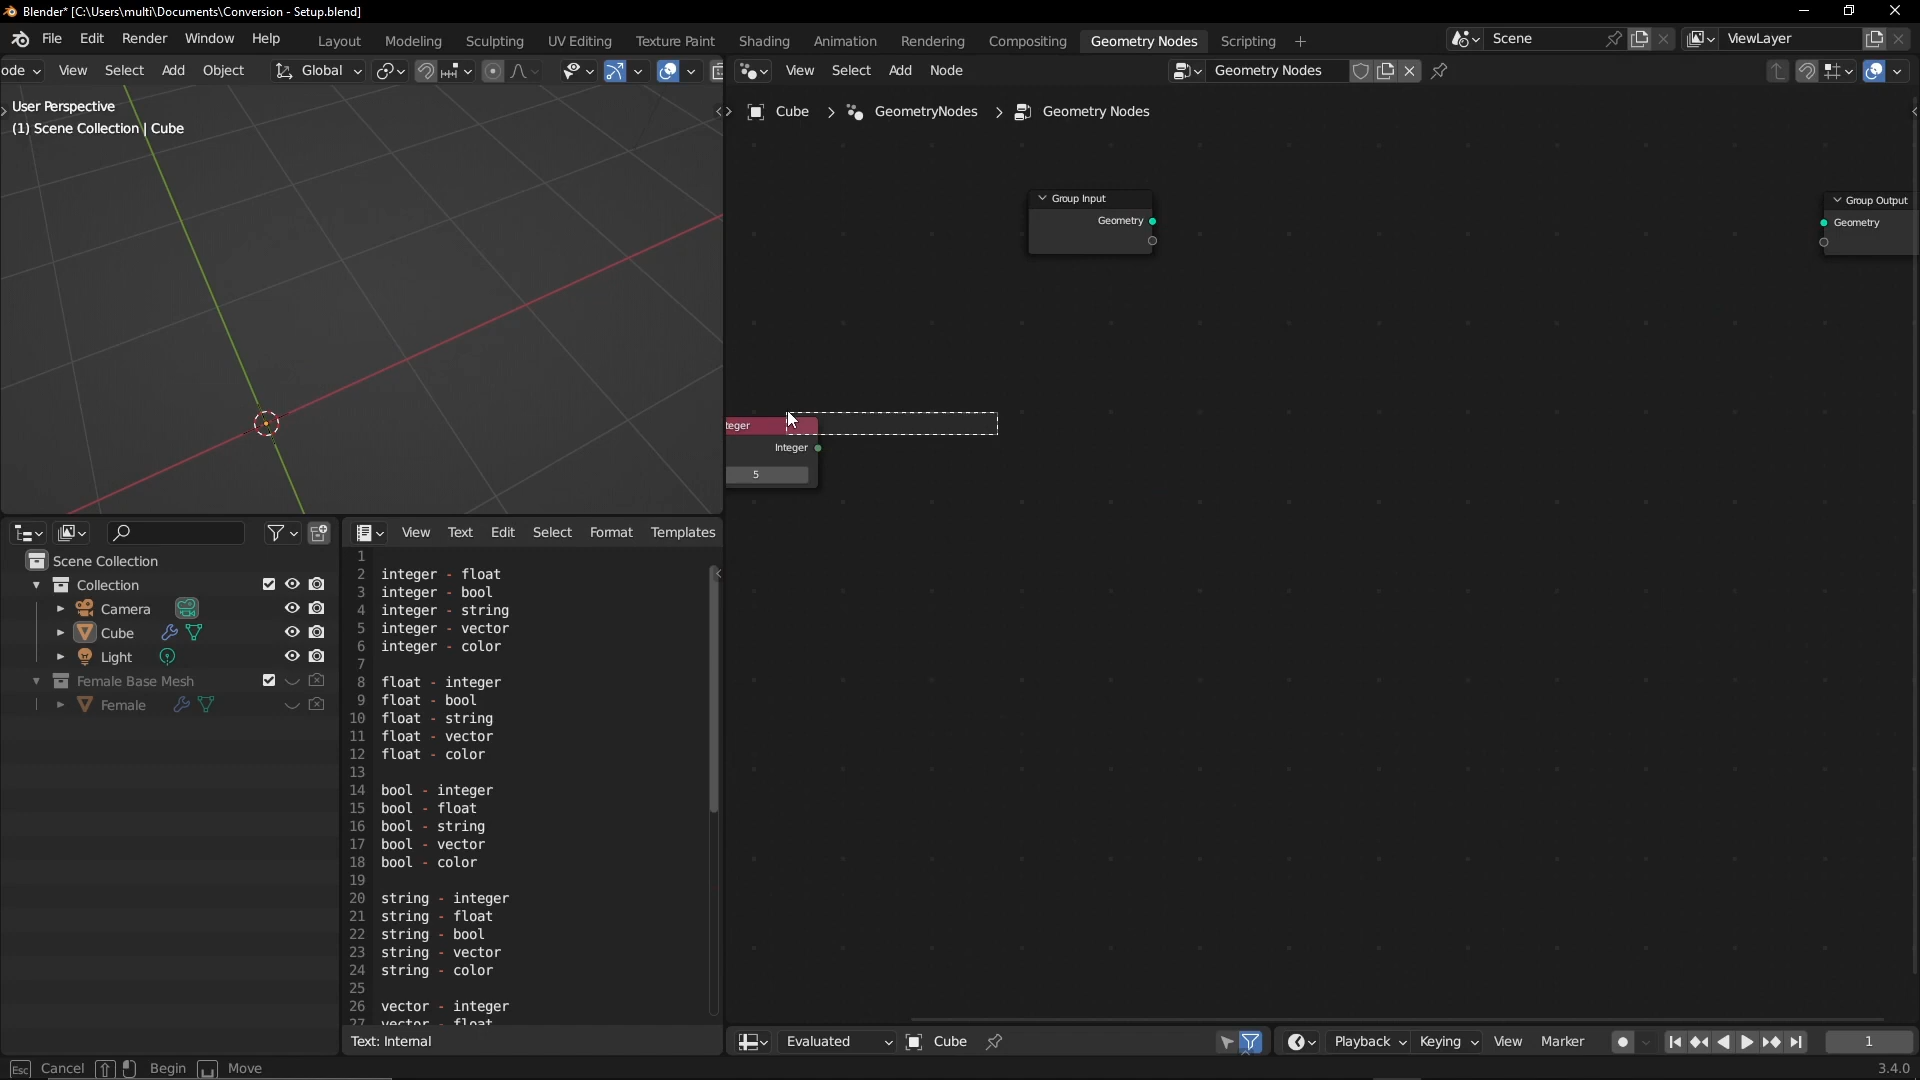 Blender* [C:\Users\multi\Documents\Conversion - Setup.blend]
File Edit Render Window Help Layout Modeling Sculpting UV Editing Texture Paint Shading Animation Rendering Compositing Geometry Nodes Scripting + Scene ViewLayer
ode View Select Add Object Global View Select Add Node Geometry Nodes
User Perspective
(1) Scene Collection | Cube
Cube > GeometryNodes > Geometry Nodes
Group Input
Geometry
Group Output
Geometry
teger
Integer
5
View Text Edit Select Format Templates
Scene Collection
Collection
Camera
Cube
Light
Female Base Mesh
Female
1
2 integer - float
3 integer - bool
4 integer - string
5 integer - vector
6 integer - color
7
8 float - integer
9 float - bool
10 float - string
11 float - vector
12 float - color
13
14 bool - integer
15 bool - float
16 bool - string
17 bool - vector
18 bool - color
19
20 string - integer
21 string - float
22 string - bool
23 string - vector
24 string - color
25
26 vector - integer
27 vector - float
Text: Internal
Evaluated Cube Playback Keying View Marker 1
Esc Cancel Begin Move 3.4.0